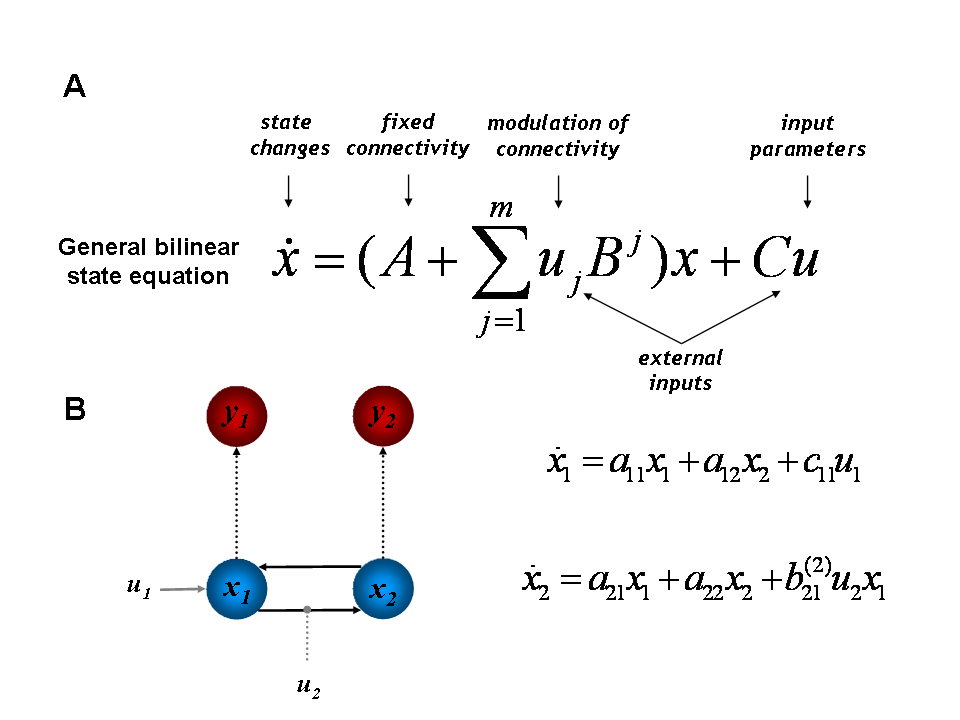 A
state fixed modulation of input
changes connectivity connectivity parameters
General bilinear
state equation
ẋ = (A + ∑_{j=1}^{m} u_j B^j)x + Cu
external
inputs
B
y₁ y₂
ẋ₁ = a₁₁x₁ + a₁₂x₂ + c₁₁u₁
u₁ x₁ x₂
ẋ₂ = a₂₁x₁ + a₂₂x₂ + b₂₁⁽²⁾u₂x₁
u₂